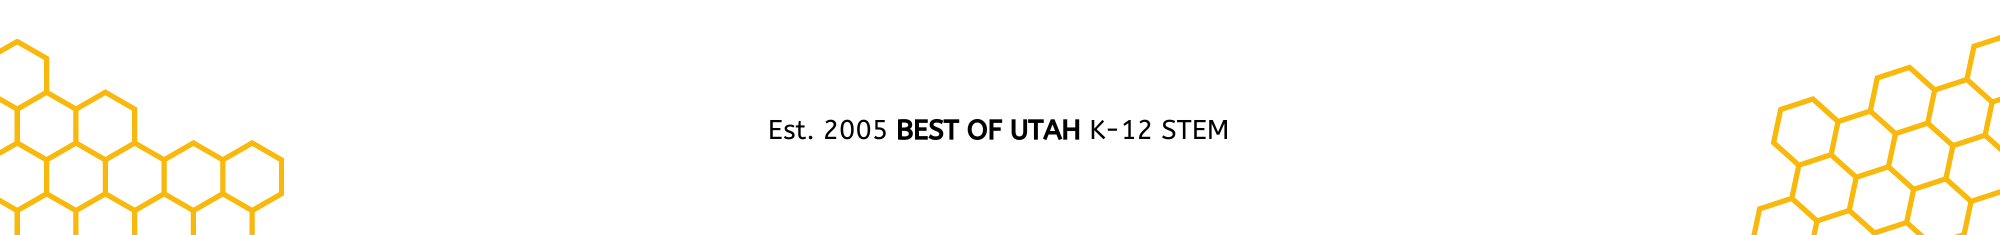 Est. 2005 BEST OF UTAH K-12 STEM